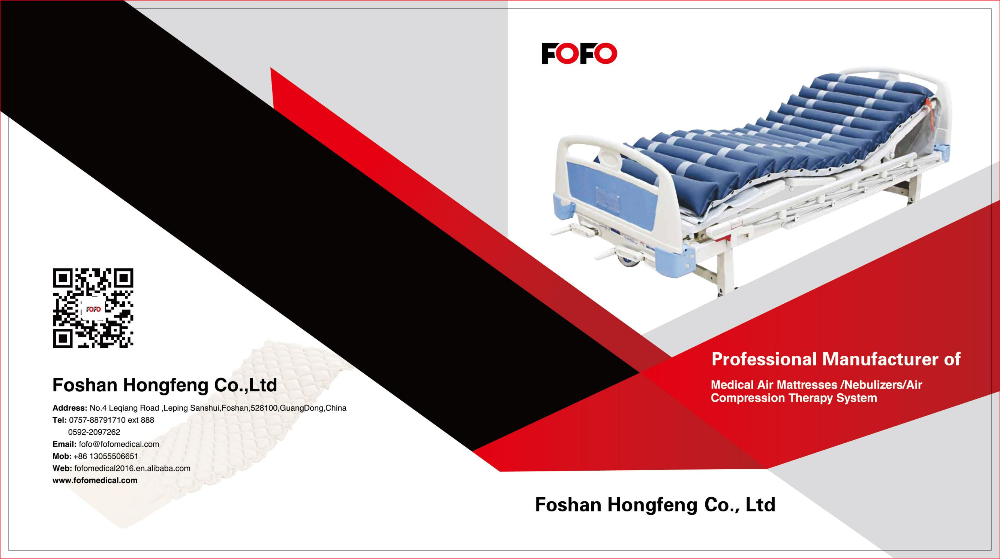 FOFO
Professional Manufacturer of
Medical Air Mattresses /Nebulizers/Air
Compression Therapy System
Foshan Hongfeng Co., Ltd
FOFO
Foshan Hongfeng Co.,Ltd
Address: No.4 Leqiang Road ,Leping Sanshui,Foshan,528100,GuangDong,China
Tel: 0757-88791710 ext 888
0592-2097262
Email: fofo@fofomedical.com
Mob: +86 13055506651
Web: fofomedical2016.en.alibaba.com
www.fofomedical.com